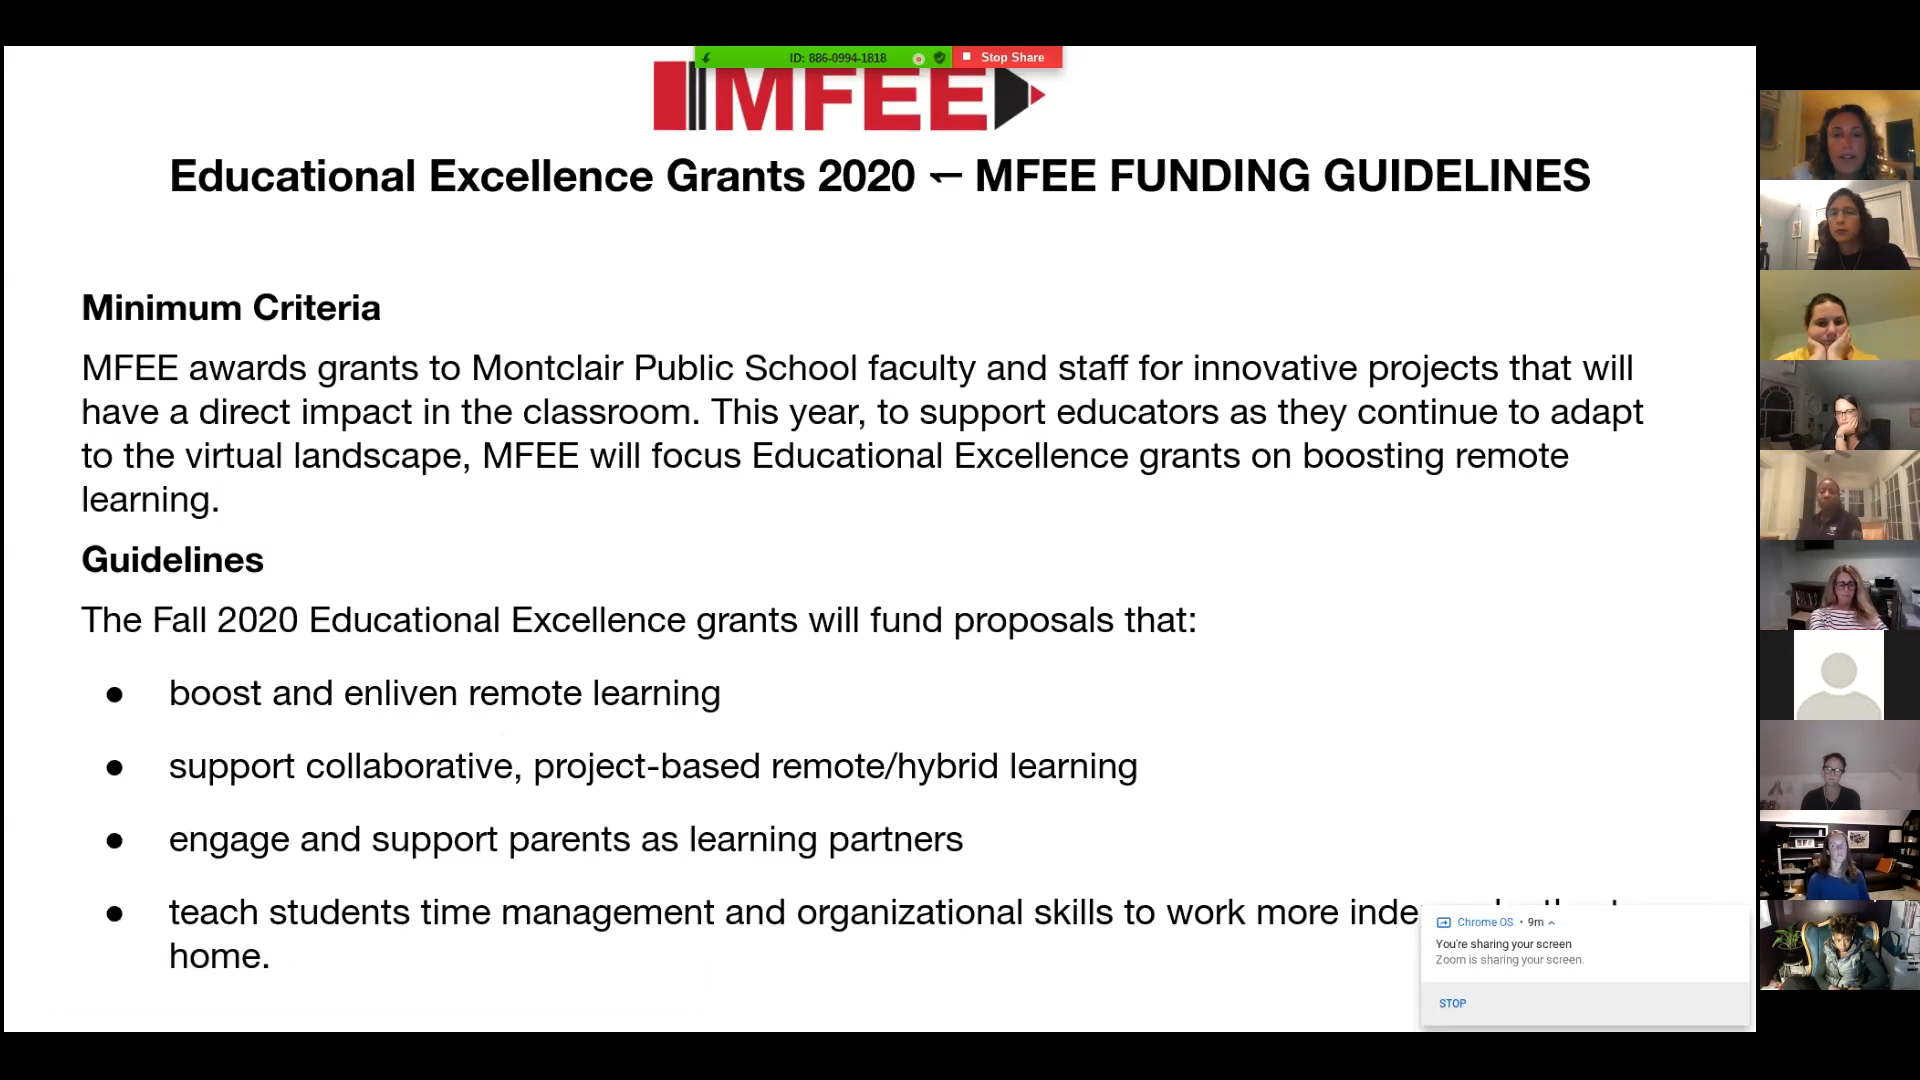 ID: 886-0994-1818
Stop Share
MFEE
Educational Excellence Grants 2020 – MFEE FUNDING GUIDELINES
Minimum Criteria
MFEE awards grants to Montclair Public School faculty and staff for innovative projects that will
have a direct impact in the classroom. This year, to support educators as they continue to adapt
to the virtual landscape, MFEE will focus Educational Excellence grants on boosting remote
learning.
Guidelines
The Fall 2020 Educational Excellence grants will fund proposals that:
● boost and enliven remote learning
● support collaborative, project-based remote/hybrid learning
● engage and support parents as learning partners
● teach students time management and organizational skills to work more
home.
Chrome OS • 9m
You're sharing your screen
Zoom is sharing your screen.
STOP